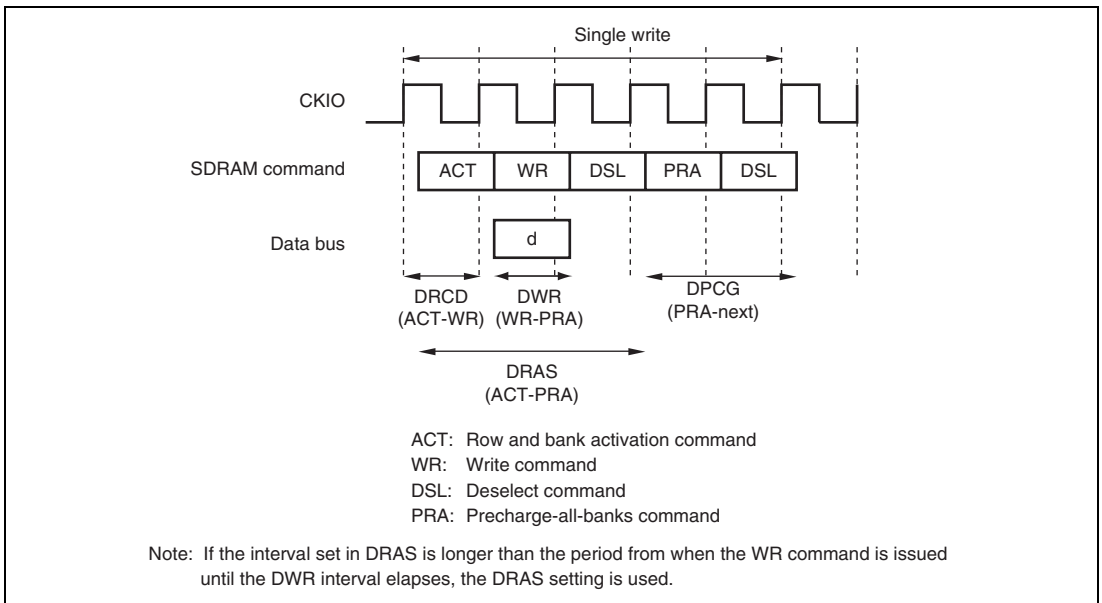 Single write
CKIO
SDRAM command
ACT WR DSL PRA DSL
Data bus
d
DRCD
(ACT-WR)
DWR
(WR-PRA)
DPCG
(PRA-next)
DRAS
(ACT-PRA)
ACT: Row and bank activation command
WR: Write command
DSL: Deselect command
PRA: Precharge-all-banks command
Note: If the interval set in DRAS is longer than the period from when the WR command is issued
until the DWR interval elapses, the DRAS setting is used.